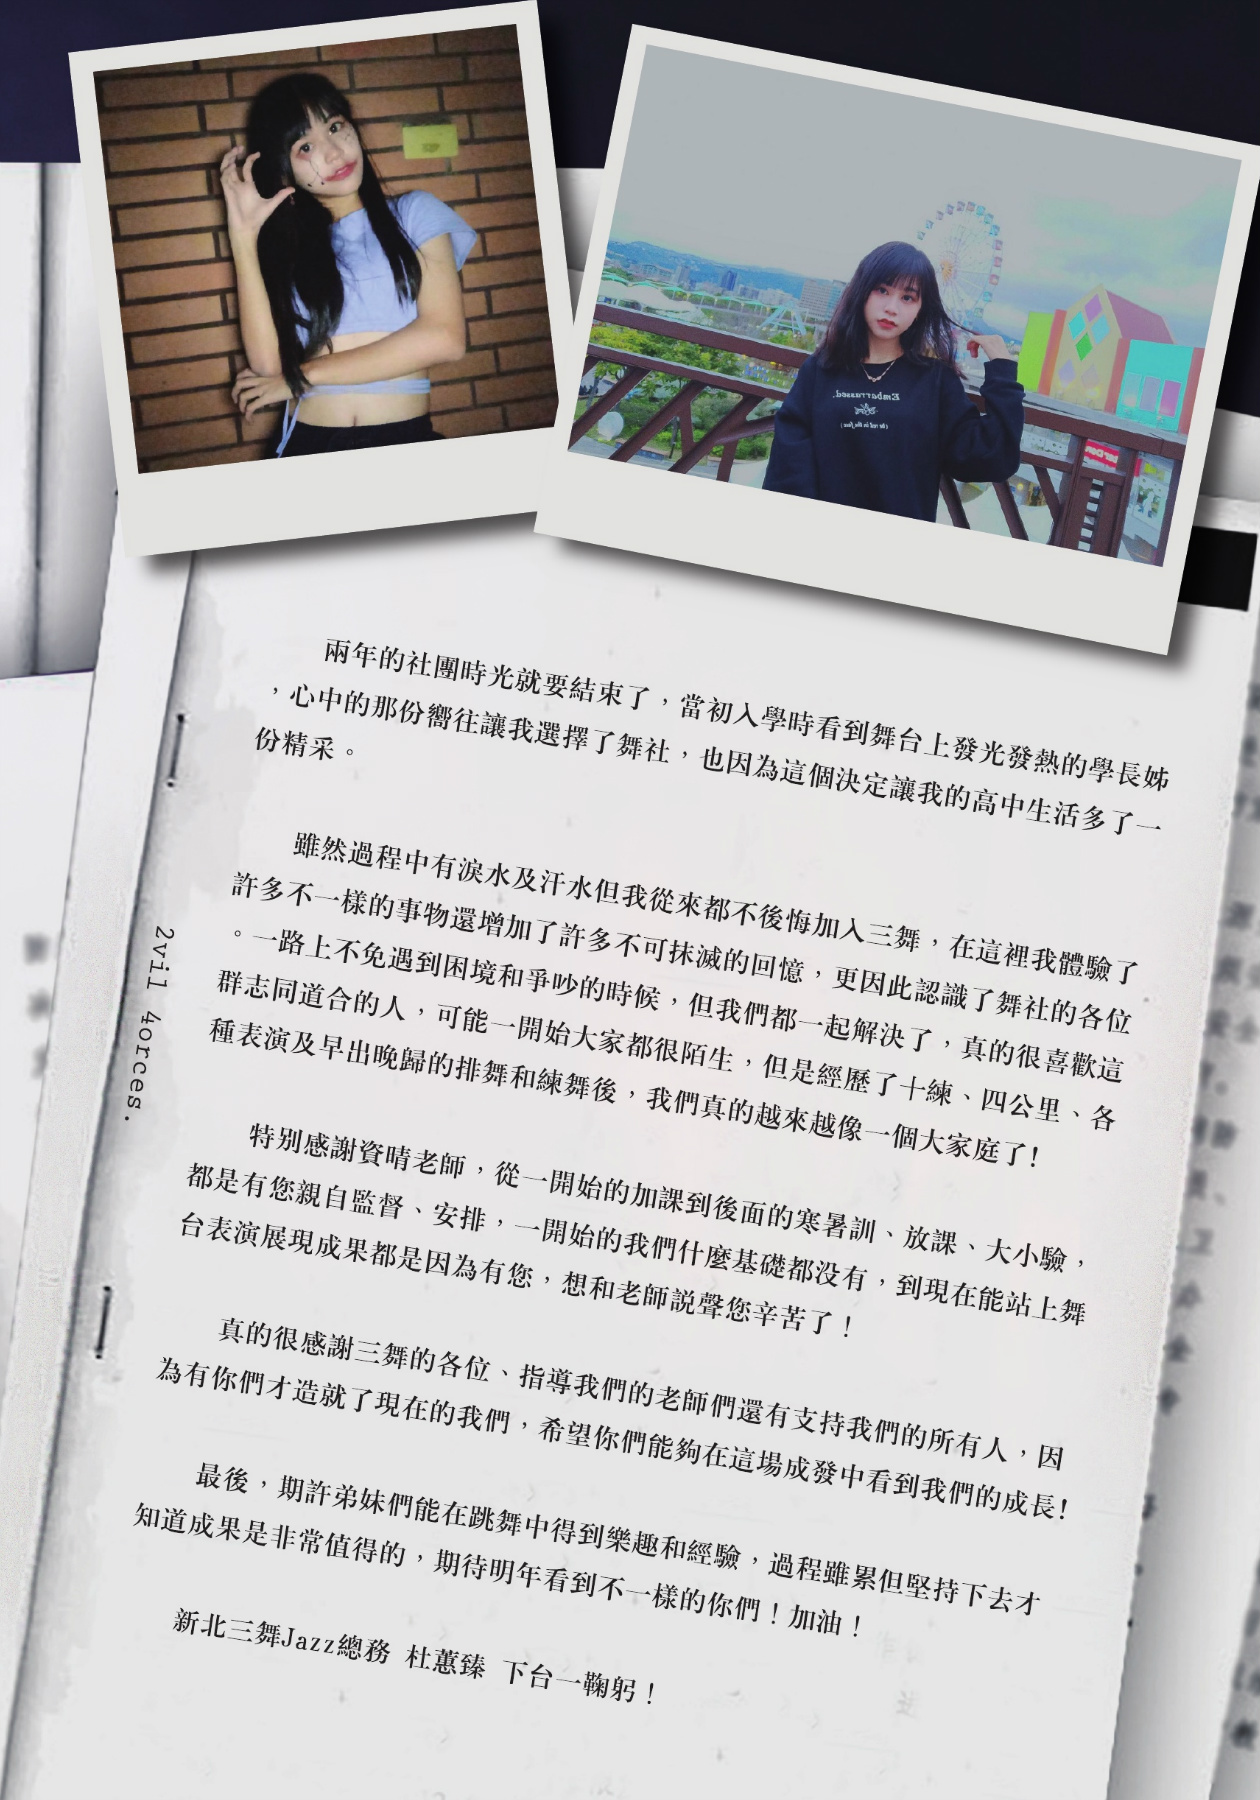 Embarrassed,
兩年的社團時光就要結束了，當初入學時看到舞台上發光發熱的學長姊
，心中的那份嚮往讓我選擇了舞社，也因為這個決定讓我的高中生活多了一
份精采。
雖然過程中有淚水及汗水但我從來都不後悔加入三舞，在這裡我體驗了
許多不一樣的事物還增加了許多不可抹滅的回憶，更因此認識了舞社的各位
。一路上不免遇到困境和爭吵的時候，但我們都一起解決了，真的很喜歡這
群志同道合的人，可能一開始大家都很陌生，但是經歷了十練、四公里、各
種表演及早出晚歸的排舞和練舞後，我們真的越來越像一個大家庭了!
特別感謝資晴老師，從一開始的加課到後面的寒暑訓、放課、大小驗，
都是有您親自監督、安排，一開始的我們什麼基礎都沒有，到現在能站上舞
台表演展現成果都是因為有您，想和老師說聲您辛苦了！
真的很感謝三舞的各位、指導我們的老師們還有支持我們的所有人，因
為有你們才造就了現在的我們，希望你們能夠在這場成發中看到我們的成長!
最後，期許弟妹們能在跳舞中得到樂趣和經驗，過程雖累但堅持下去才
知道成果是非常值得的，期待明年看到不一樣的你們！加油！
新北三舞Jazz總務 杜蕙臻 下台一鞠躬！
2vil 4orces.